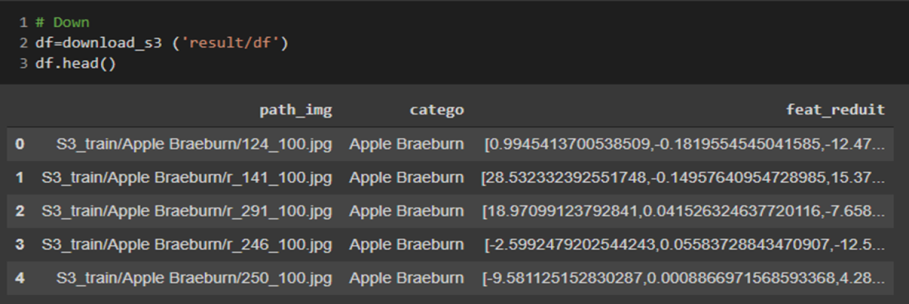 1 # Down
2 df=download_s3 ('result/df')
3 df.head()
path_img catego feat_reduit
0 S3_train/Apple Braeburn/124_100.jpg Apple Braeburn [0.9945413700538509,-0.1819554545041585,-12.47...
1 S3_train/Apple Braeburn/r_141_100.jpg Apple Braeburn [28.532332392551748,-0.14957640954728985,15.37...
2 S3_train/Apple Braeburn/r_291_100.jpg Apple Braeburn [18.97099123792841,0.041526324637720116,-7.658...
3 S3_train/Apple Braeburn/r_246_100.jpg Apple Braeburn [-2.5992479202544243,0.05583728843470907,-12.5...
4 S3_train/Apple Braeburn/250_100.jpg Apple Braeburn [-9.581125152830287,0.0008866971568593368,4.28...